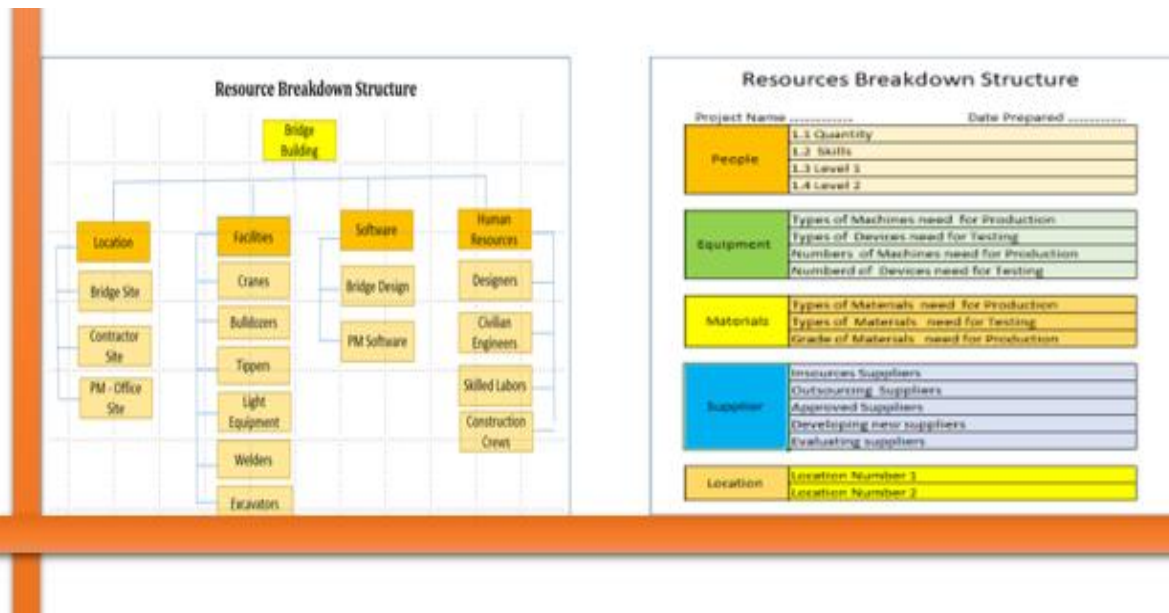 Resource Breakdown Structure
Bridge
Building
Location
Bridge Site
Contractor
Site
PM - Office
Site
Facilities
Cranes
Bulldozers
Tippers
Light
Equipment
Welders
Excavators
Software
Bridge Design
PM Software
Human
Resources
Designers
Civilian
Engineers
Skilled Labors
Construction
Crews
Resources Breakdown Structure
Project Name ............ Date Prepared ...........
People
1.1 Quantity
1.2 Skills
1.3 Level 1
1.4 Level 2
Equipment
Types of Machines need for Production
Types of Devices need for Testing
Numbers of Machines need for Production
Numberd of Devices need for Testing
Materials
Types of Materials need for Production
Types of Materials need for Testing
Grade of Materials need for Production
Supplier
Insources Suppliers
Outsourcing Suppliers
Approved Suppliers
Developing new suppliers
Evaluating suppliers
Location
Location Number 1
Location Number 2